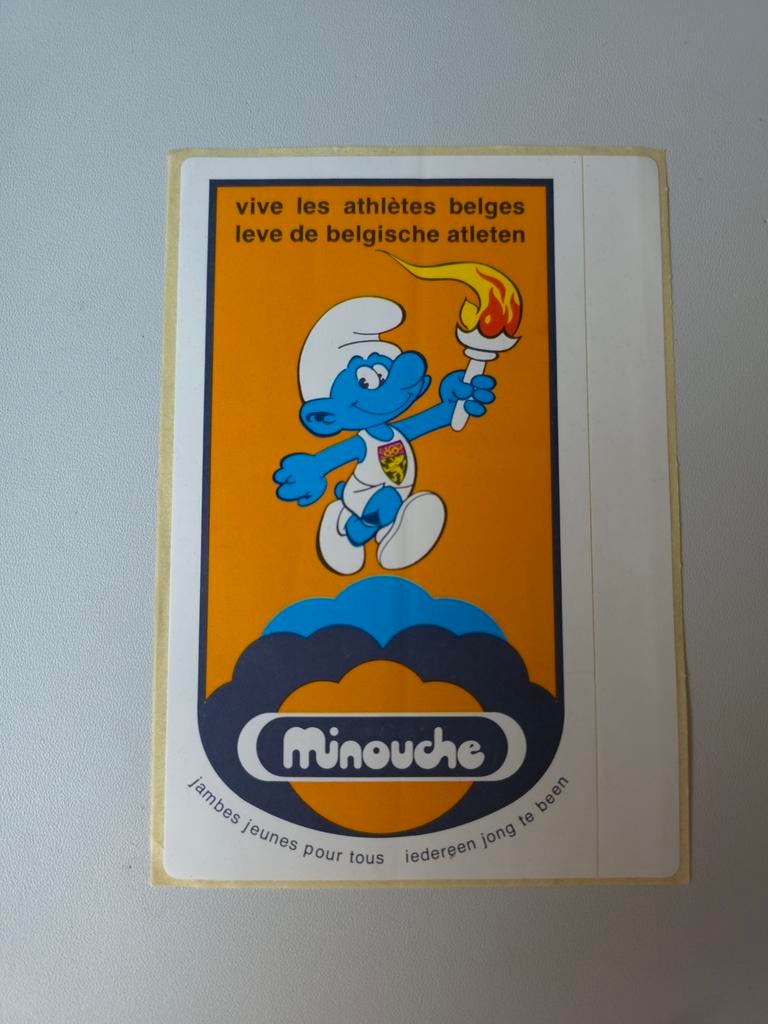 vive les athlètes belges
leve de belgische atleten
Minouche
jambes jeunes pour tous iedereen jong te been